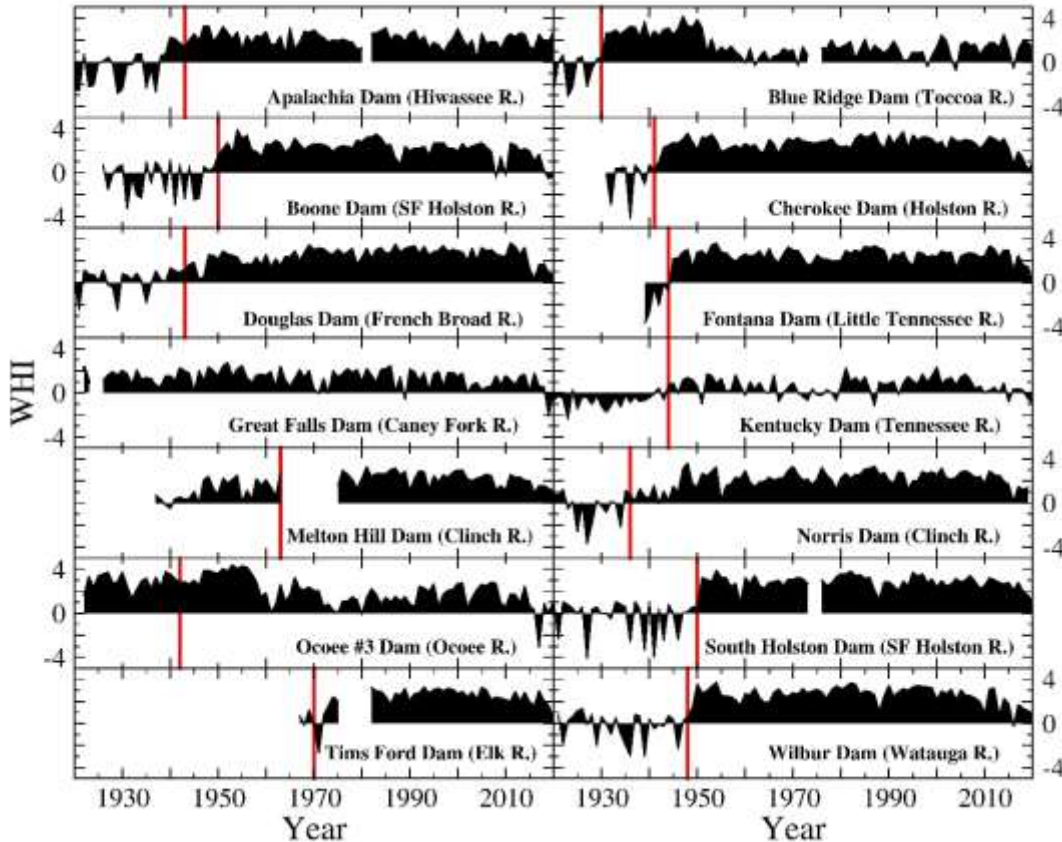 4
0
Apalachia Dam (Hiwassee R.)
Blue Ridge Dam (Toccoa R.)
-4
4
0
Boone Dam (SF Holston R.)
Cherokee Dam (Holston R.)
-4
4
0
Douglas Dam (French Broad R.)
Fontana Dam (Little Tennessee R.)
-4
WHI
4
0
Great Falls Dam (Caney Fork R.)
Kentucky Dam (Tennessee R.)
-4
4
0
Melton Hill Dam (Clinch R.)
Norris Dam (Clinch R.)
-4
4
0
Ocoee #3 Dam (Ocoee R.)
South Holston Dam (SF Holston R.)
-4
4
0
Tims Ford Dam (Elk R.)
Wilbur Dam (Watauga R.)
-4
1930 1950 1970 1990 2010 1930 1950 1970 1990 2010
Year Year